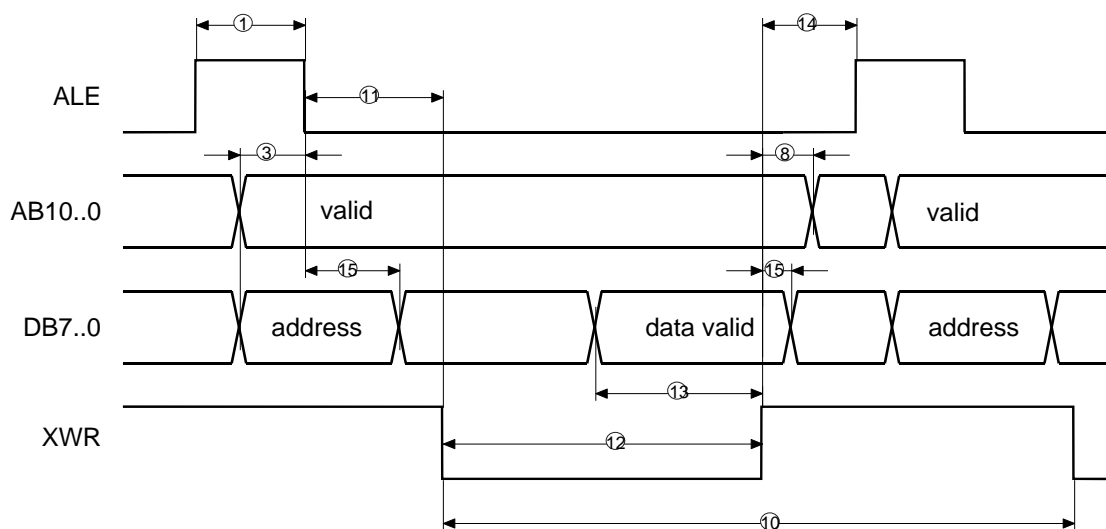 ① ⑭
ALE
⑪
③ ⑧
AB10..0 valid valid
⑮ ⑮
DB7..0 address data valid address
⑬
XWR
⑫
⑩